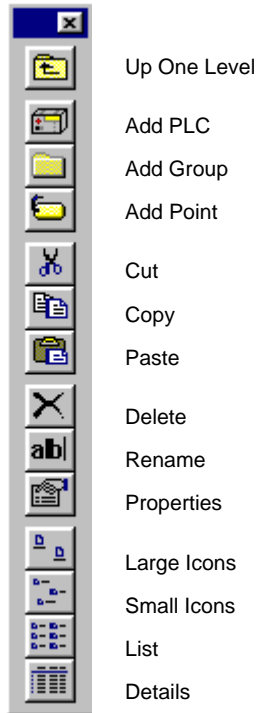 Up One Level
Add PLC
Add Group
Add Point
Cut
Copy
Paste
Delete
ab
Rename
Properties
Large Icons
Small Icons
List
Details